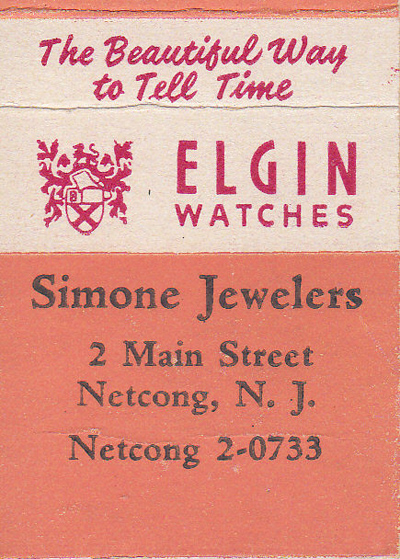 The Beautiful Way
to Tell Time
ELGIN
WATCHES
Simone Jewelers
2 Main Street
Netcong, N. J.
Netcong 2-0733